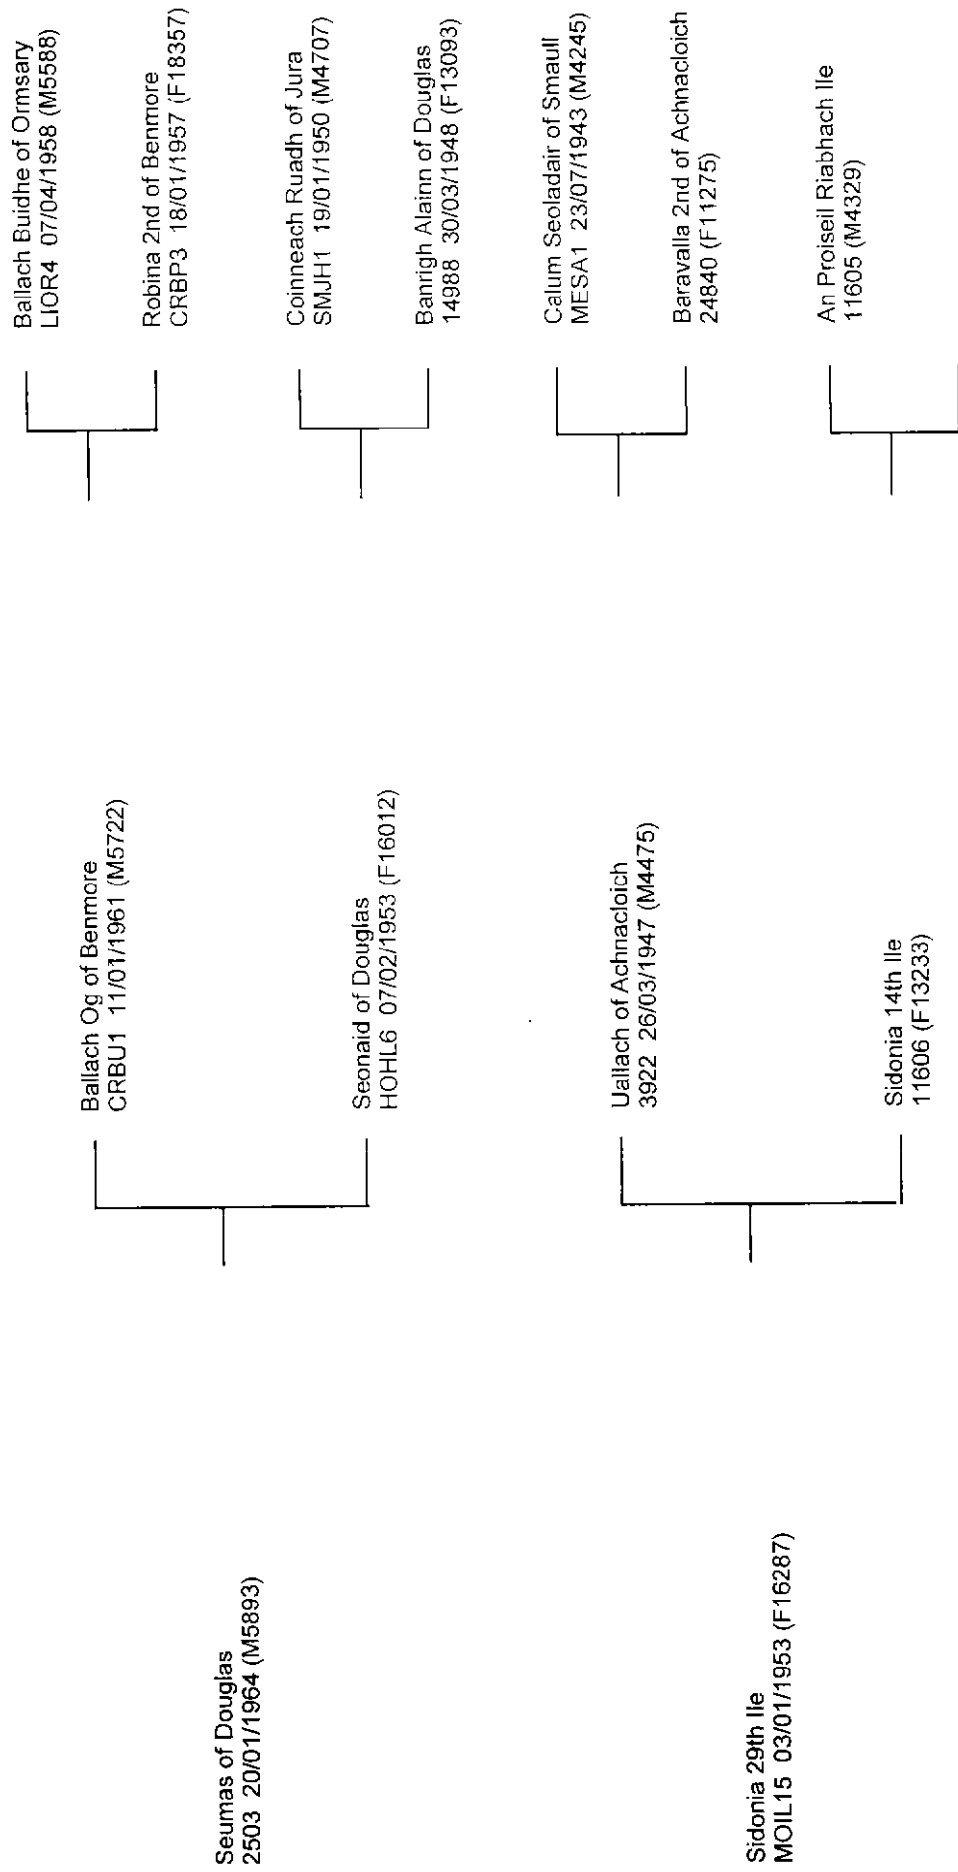 Seumas of Douglas
2503 20/01/1964 (M5893)
Ballach Og of Benmore
CRBU1 11/01/1961 (M5722)
Ballach Buidhe of Ormsary
LIOR4 07/04/1958 (M5588)
Robina 2nd of Benmore
CRBP3 18/01/1957 (F18357)
Seonaid of Douglas
HOHL6 07/02/1953 (F16012)
Coinneach Ruadh of Jura
SMJH1 19/01/1950 (M4707)
Banrigh Alainn of Douglas
14988 30/03/1948 (F13093)
Sidonia 29th Ile
MOIL15 03/01/1953 (F16287)
Uallach of Achnacloich
3922 26/03/1947 (M4475)
Calum Seoladair of Smaull
MESA1 23/07/1943 (M4245)
Baravalla 2nd of Achnacloich
24840 (F11275)
Sidonia 14th Ile
11606 (F13233)
An Proiseil Riabhach Ile
11605 (M4329)